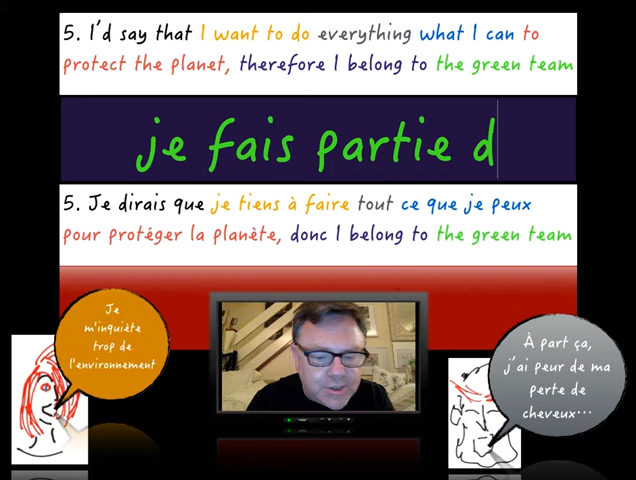 5. I'd say that I want to do everything what I can to
protect the planet, therefore I belong to the green team
je fais partie d
5. Je dirais que je tiens à faire tout ce que je peux
pour protéger la planète, donc I belong to the green team
Je
m'inquiète
trop de
l'environnement
À part ça,
j'ai peur de ma
perte de
cheveux...